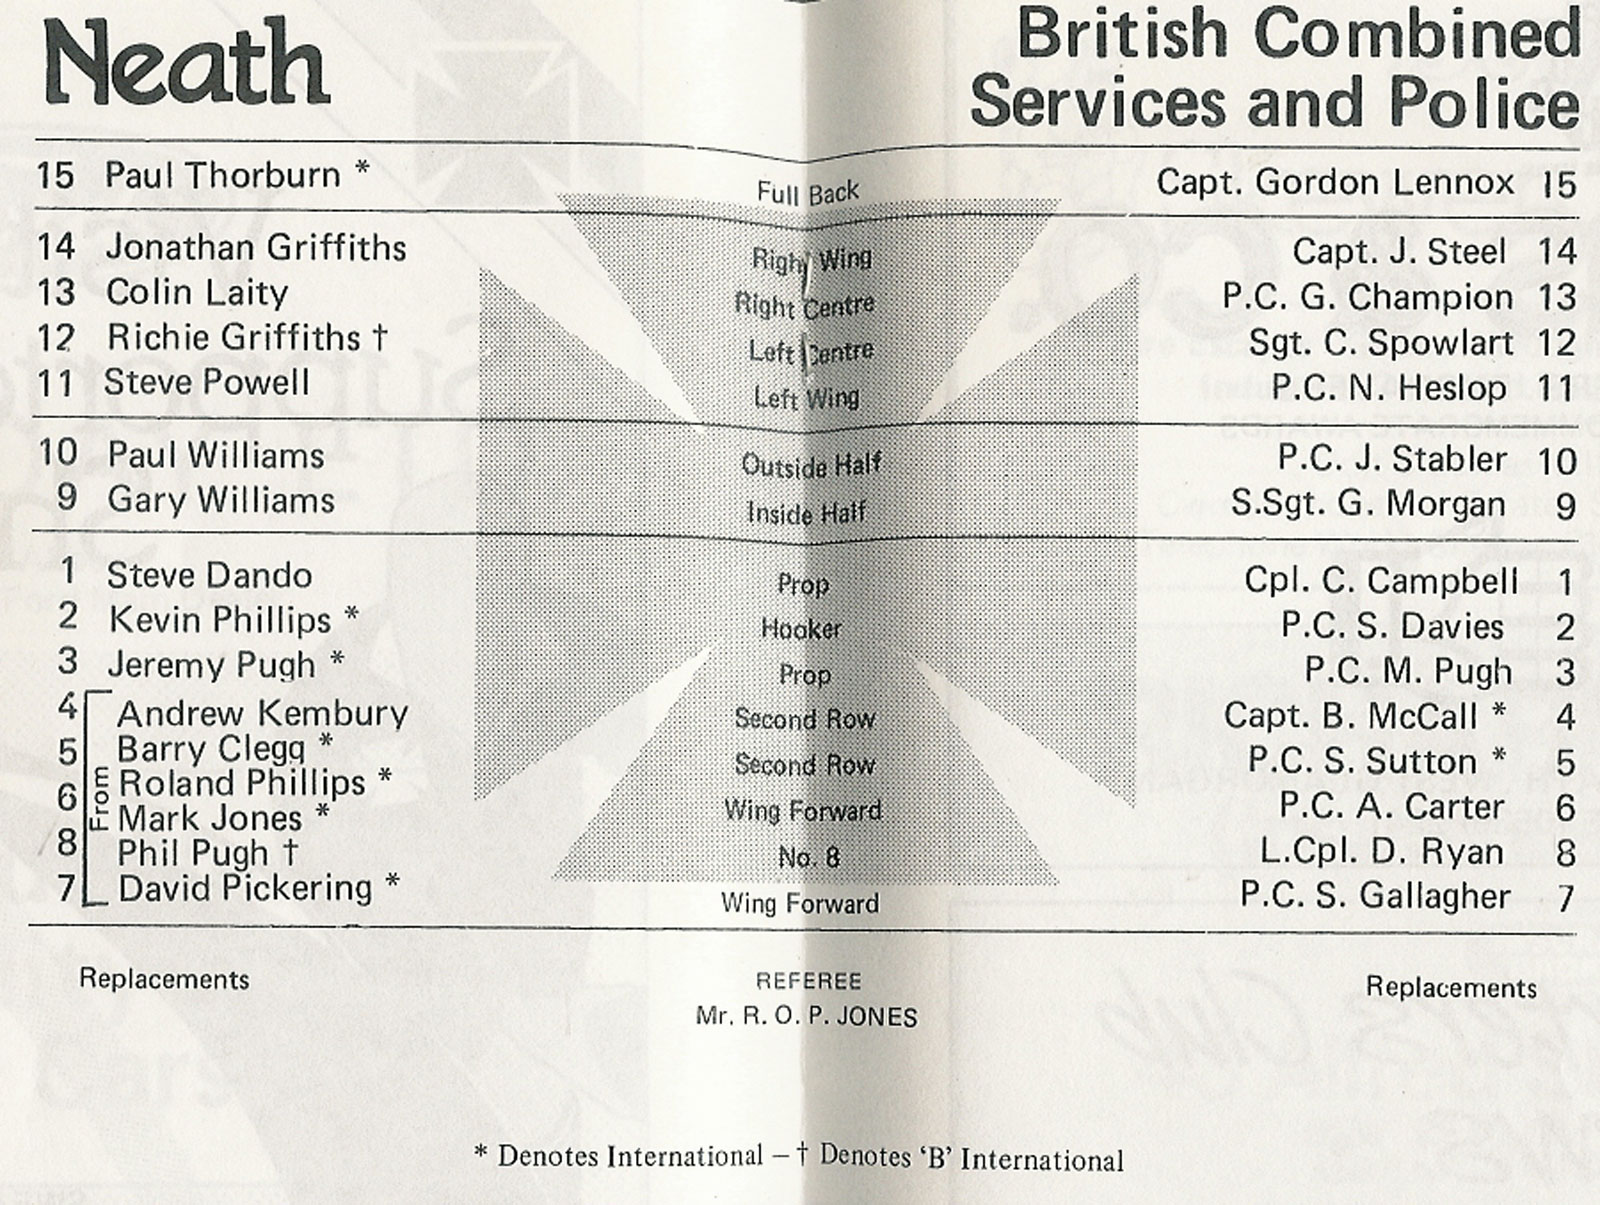 Neath
British Combined
Services and Police
15 Paul Thorburn * Full Back Capt. Gordon Lennox 15
14 Jonathan Griffiths Right Wing Capt. J. Steel 14
13 Colin Laity Right Centre P.C. G. Champion 13
12 Richie Griffiths † Left Centre Sgt. C. Spowlart 12
11 Steve Powell Left Wing P.C. N. Heslop 11
10 Paul Williams Outside Half P.C. J. Stabler 10
9 Gary Williams Inside Half S.Sgt. G. Morgan 9
1 Steve Dando Prop Cpl. C. Campbell 1
2 Kevin Phillips * Hooker P.C. S. Davies 2
3 Jeremy Pugh * Prop P.C. M. Pugh 3
4 Andrew Kembury Second Row Capt. B. McCall * 4
5 Barry Clegg * Second Row P.C. S. Sutton * 5
From
6 Roland Phillips * Wing Forward P.C. A. Carter 6
Mark Jones *
8 Phil Pugh † No. 8 L.Cpl. D. Ryan 8
7 David Pickering * Wing Forward P.C. S. Gallagher 7
Replacements REFEREE Replacements
Mr. R. O. P. JONES
* Denotes International – † Denotes ‘B’ International